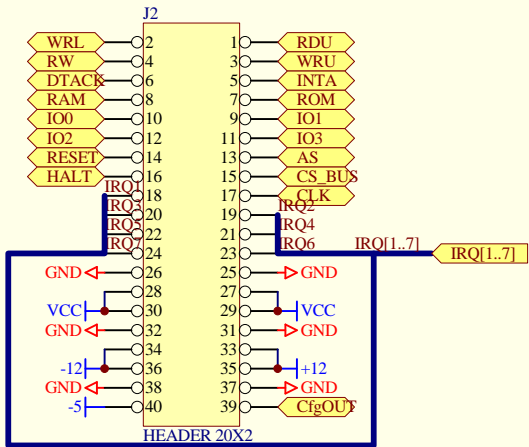 J2
WRL 2 1 RDU
RW 4 3 WRU
DTACK 6 5 INTA
RAM 8 7 ROM
IO0 10 9 IO1
IO2 12 11 IO3
RESET 14 13 AS
HALT 16 15 CS_BUS
IRQ1 18 17 CLK
IRQ3 20 19 IRQ2
IRQ5 22 21 IRQ4
IRQ7 24 23 IRQ6 IRQ[1..7] IRQ[1..7]
GND 26 25 GND
28 27
VCC 30 29 VCC
GND 32 31 GND
34 33
-12 36 35 +12
GND 38 37 GND
-5 40 39 CfgOUT
HEADER 20X2